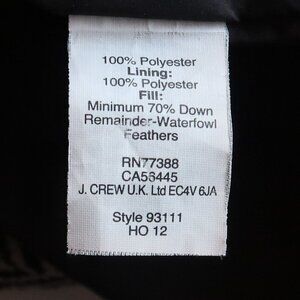 100% Polyester
Lining:
100% Polyester
Fill:
Minimum 70% Down
Remainder-Waterfowl
Feathers
RN77388
CA56445
J. CREW U.K. Ltd EC4V 6JA
Style 93111
HO 12